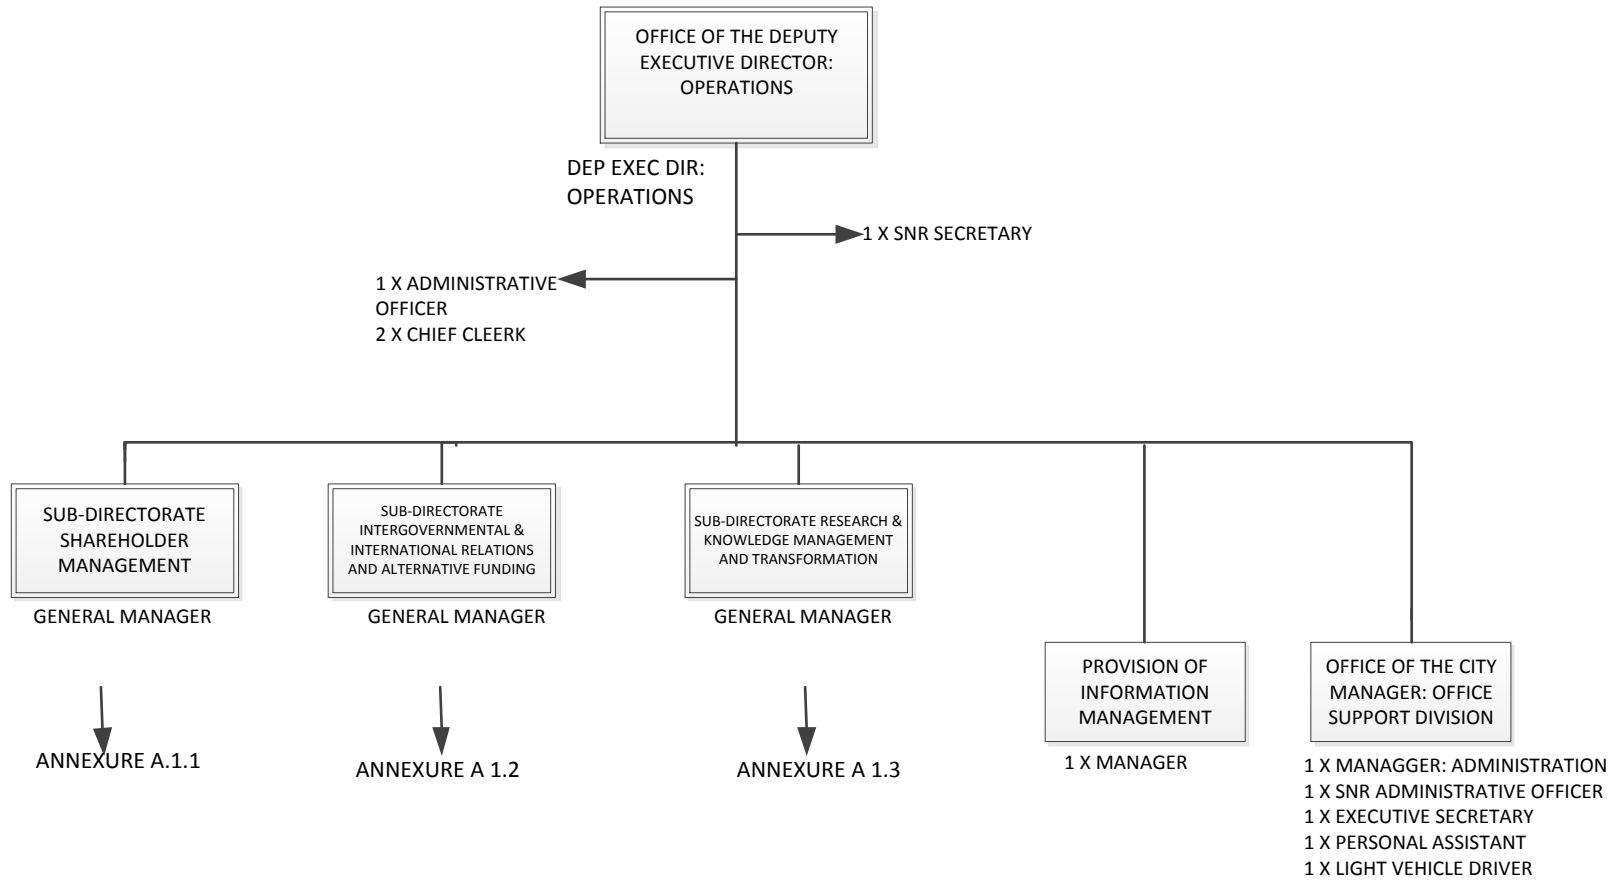 OFFICE OF THE DEPUTY
EXECUTIVE DIRECTOR:
OPERATIONS
DEP EXEC DIR:
OPERATIONS
1 X SNR SECRETARY
1 X ADMINISTRATIVE
OFFICER
2 X CHIEF CLEERK
SUB-DIRECTORATE
SHAREHOLDER
MANAGEMENT
GENERAL MANAGER
ANNEXURE A.1.1
SUB-DIRECTORATE
INTERGOVERNMENTAL &
INTERNATIONAL RELATIONS
AND ALTERNATIVE FUNDING
GENERAL MANAGER
ANNEXURE A 1.2
SUB-DIRECTORATE RESEARCH &
KNOWLEDGE MANAGEMENT
AND TRANSFORMATION
GENERAL MANAGER
ANNEXURE A 1.3
PROVISION OF
INFORMATION
MANAGEMENT
1 X MANAGER
OFFICE OF THE CITY
MANAGER: OFFICE
SUPPORT DIVISION
1 X MANAGGER: ADMINISTRATION
1 X SNR ADMINISTRATIVE OFFICER
1 X EXECUTIVE SECRETARY
1 X PERSONAL ASSISTANT
1 X LIGHT VEHICLE DRIVER